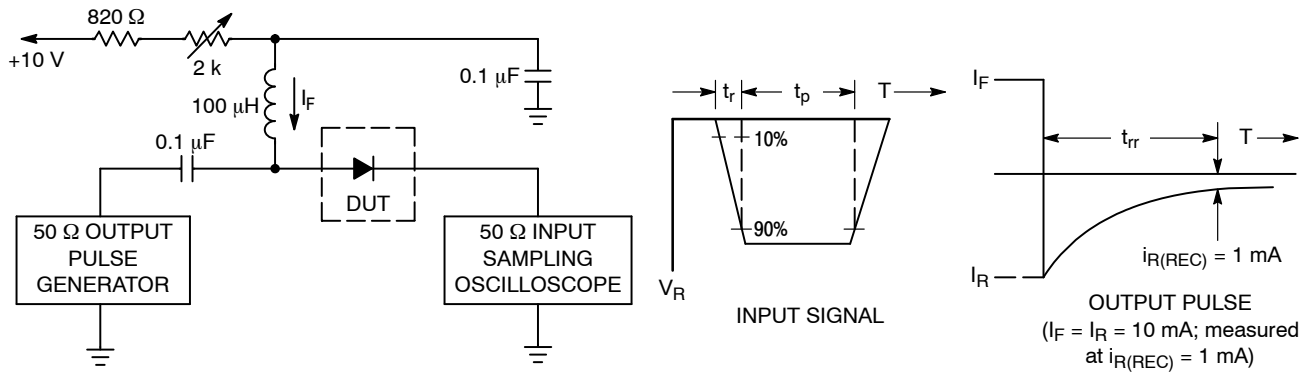 820 Ω
+10 V
2 k
100 μH
I_F
0.1 μF
0.1 μF
DUT
50 Ω OUTPUT
PULSE
GENERATOR
50 Ω INPUT
SAMPLING
OSCILLOSCOPE
t_r
t_p
T
10%
90%
V_R
INPUT SIGNAL
I_F
t_rr
T
i_R(REC) = 1 mA
I_R
OUTPUT PULSE
(I_F = I_R = 10 mA; measured
at i_R(REC) = 1 mA)